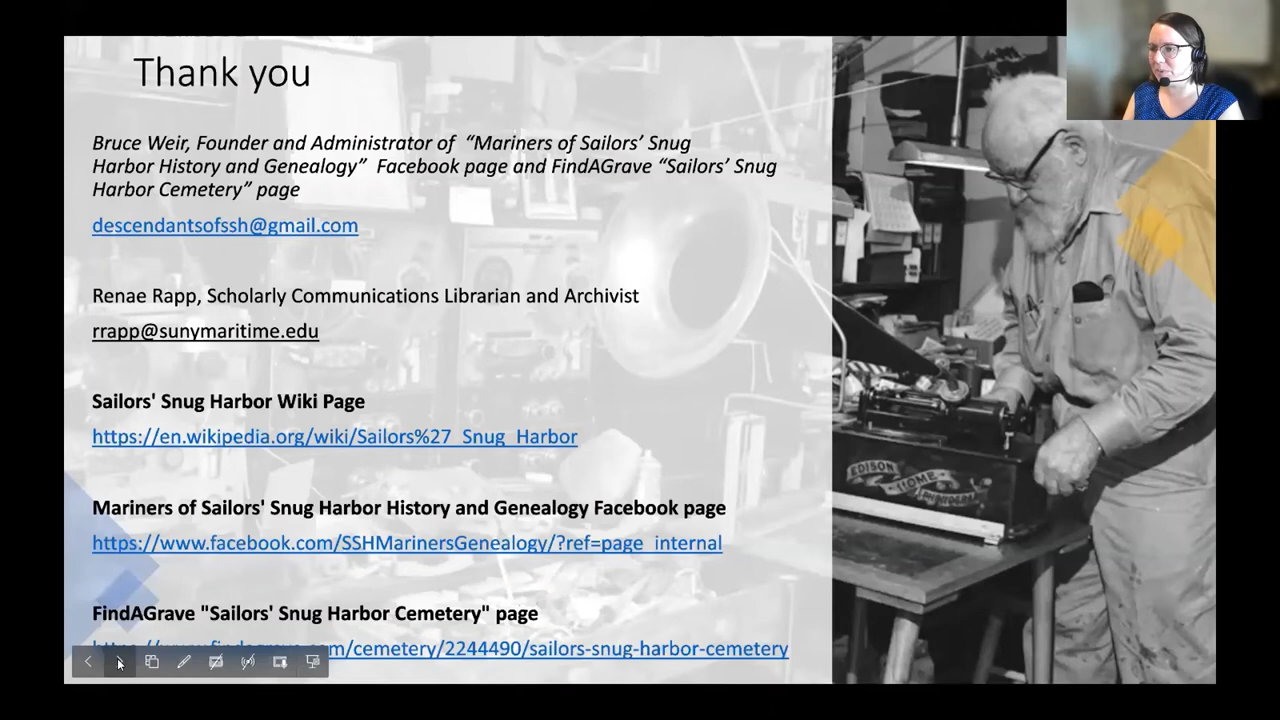 Thank you
Bruce Weir, Founder and Administrator of “Mariners of Sailors’ Snug
Harbor History and Genealogy” Facebook page and FindAGrave “Sailors’ Snug
Harbor Cemetery” page
descendantsofssh@gmail.com
Renae Rapp, Scholarly Communications Librarian and Archivist
rrapp@sunymaritime.edu
Sailors' Snug Harbor Wiki Page
https://en.wikipedia.org/wiki/Sailors%27_Snug_Harbor
Mariners of Sailors' Snug Harbor History and Genealogy Facebook page
https://www.facebook.com/SSHMarinersGenealogy/?ref=page_internal
FindAGrave "Sailors' Snug Harbor Cemetery" page
https://www.findagrave.com/cemetery/2244490/sailors-snug-harbor-cemetery
EDISON
HOME
PHONOGRAPH